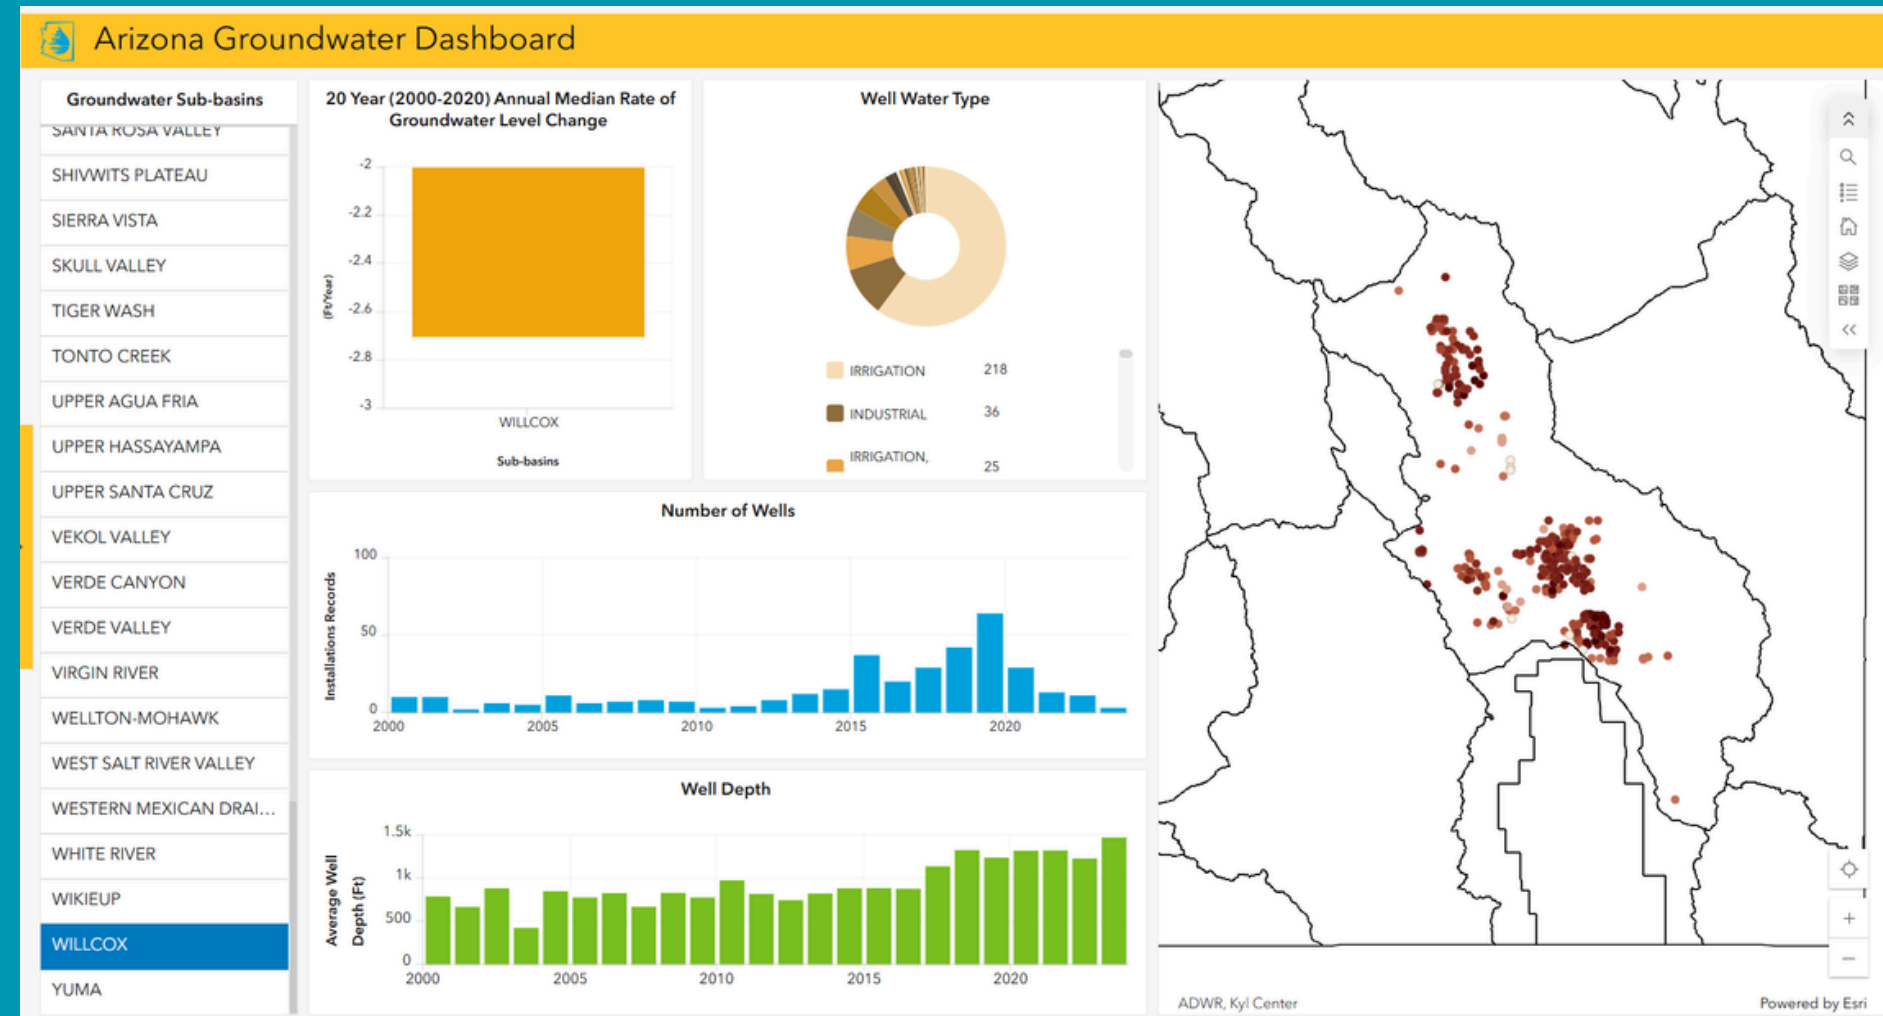 Arizona Groundwater Dashboard
Groundwater Sub-basins
SANTA ROSA VALLEY
SHIVWITS PLATEAU
SIERRA VISTA
SKULL VALLEY
TIGER WASH
TONTO CREEK
UPPER AGUA FRIA
UPPER HASSAYAMPA
UPPER SANTA CRUZ
VEKOL VALLEY
VERDE CANYON
VERDE VALLEY
VIRGIN RIVER
WELLTON-MOHAWK
WEST SALT RIVER VALLEY
WESTERN MEXICAN DRAI...
WHITE RIVER
WIKIEUP
WILLCOX
YUMA
20 Year (2000-2020) Annual Median Rate of
Groundwater Level Change
(Ft/Year)
-2
-2.2
-2.4
-2.6
-2.8
-3
WILLCOX
Sub-basins
Well Water Type
IRRIGATION 218
INDUSTRIAL 36
IRRIGATION, 25
Number of Wells
Installations Records
100
50
0
2000 2005 2010 2015 2020
Well Depth
Average Well
Depth (Ft)
1.5k
1k
500
0
2000 2005 2010 2015 2020
ADWR, Kyl Center
Powered by Esri